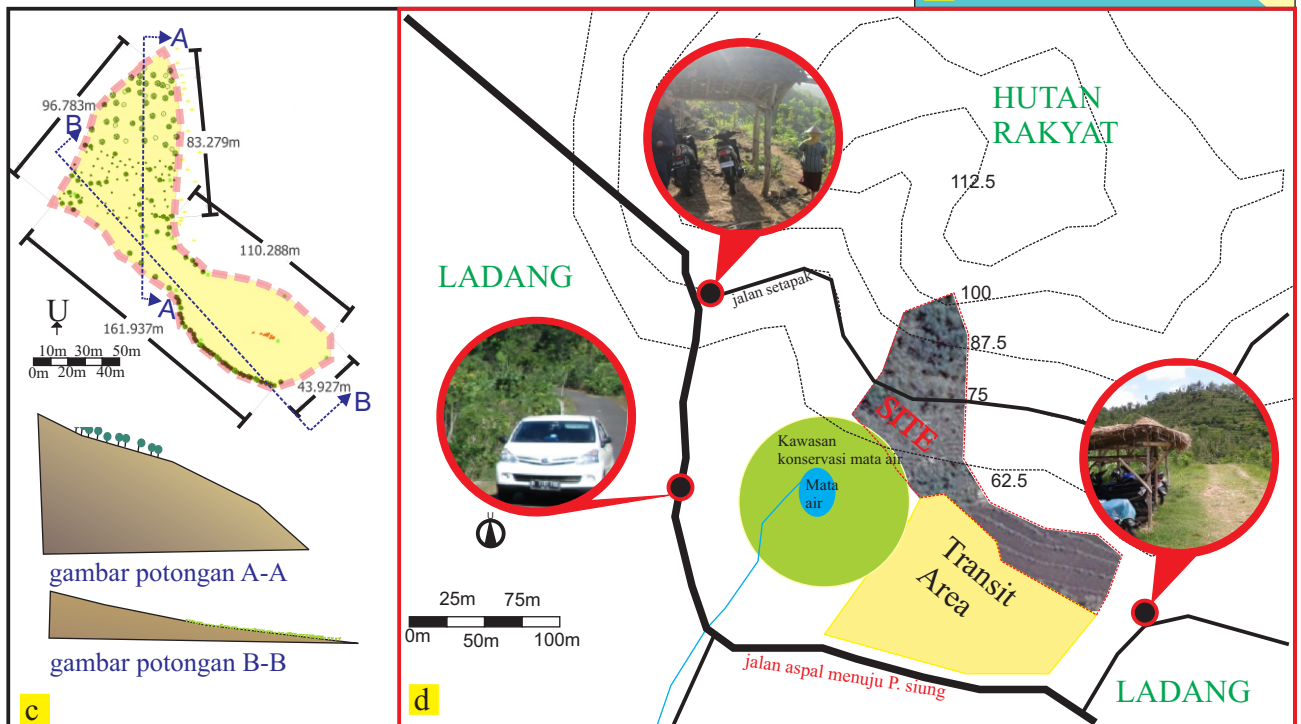 A
96.783m
B
83.279m
110.288m
A
U
161.937m
10m 30m 50m
0m 20m 40m
43.927m
B
gambar potongan A-A
gambar potongan B-B
c
HUTAN
RAKYAT
112.5
LADANG
jalan setapak
100
87.5
75
SITE
Kawasan
konservasi mata air
Mata
air
62.5
U
Transit
Area
25m 75m
0m 50m 100m
jalan aspal menuju P. siung
LADANG
d